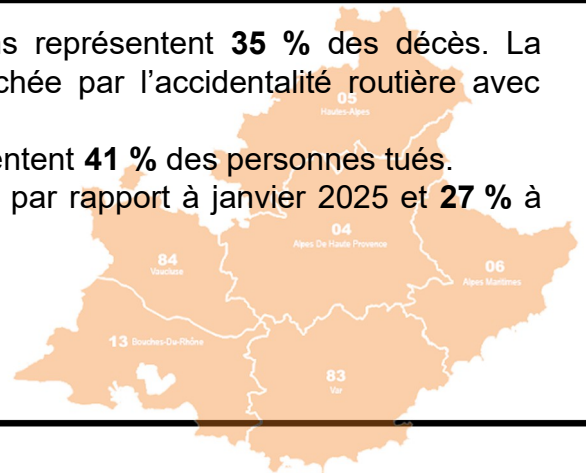 ns représentent 35 % des décès. La
chée par l’accidentalité routière avec
entent 41 % des personnes tués.
par rapport à janvier 2025 et 27 % à
05
Hautes-Alpes
04
Alpes De Haute Provence
84
Vaucluse
06
Alpes Maritimes
13 Bouches-Du-Rhône
83
Var